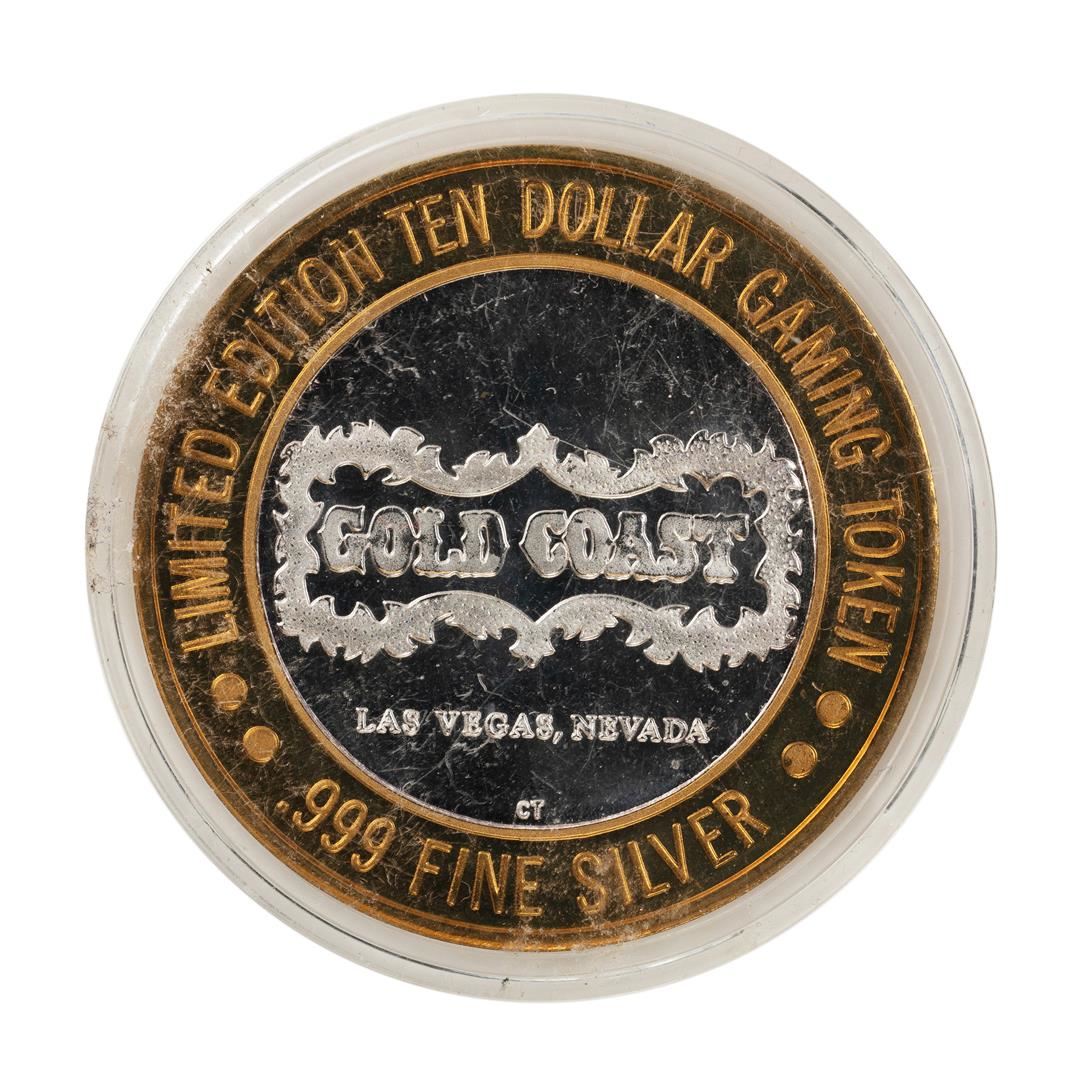 LIMITED EDITION TEN DOLLAR GAMING TOKEN
GOLD COAST
LAS VEGAS, NEVADA
CT
.999 FINE SILVER